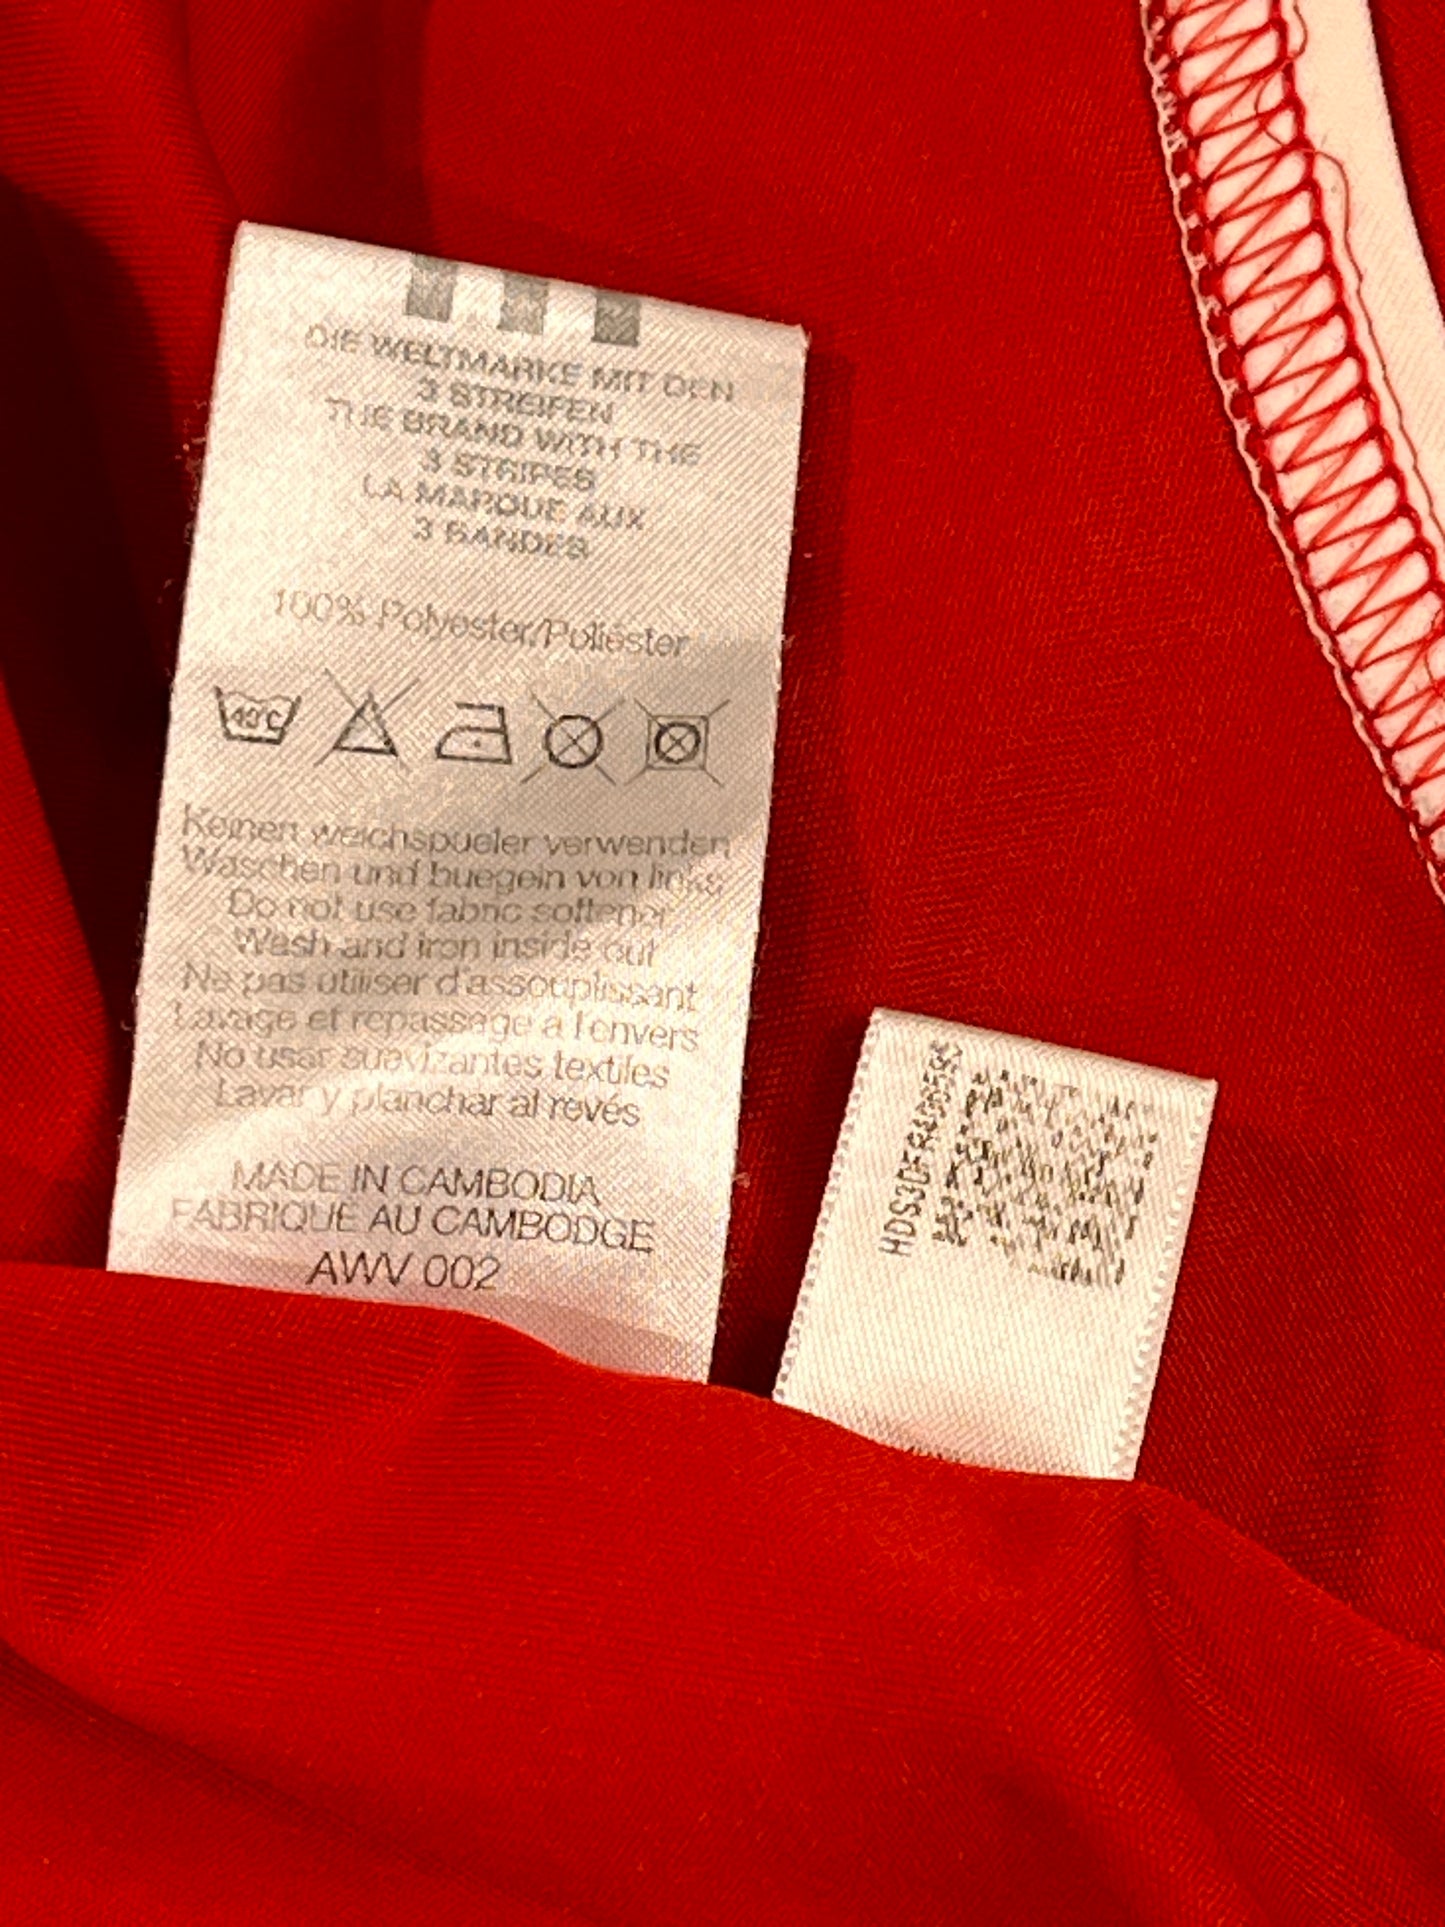 DIE WELTMARKE MIT DEN
3 STREIFEN
THE BRAND WITH THE
3 STRIPES
LA MARQUE AUX
3 BANDES
100% Polyester/Poliéster
40°C
Keinen weichspueler verwenden
Waschen und buegeln von links
Do not use fabric softener
Wash and iron inside out
Ne pas utiliser d'assouplissant
Lavage et repassage a l'envers
No usar suavizantes textiles
Lavar y planchar al revés
MADE IN CAMBODIA
FABRIQUE AU CAMBODGE
AWV 002